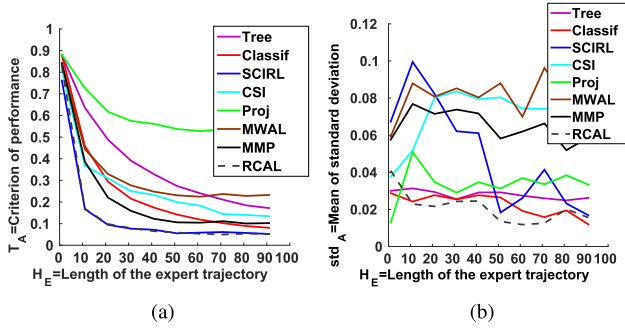 1
0.9
0.8
0.7
0.6
0.5
0.4
0.3
0.2
0.1
0
0 10 20 30 40 50 60 70 80 90 100
T_A=Criterion of performance
H_E=Length of the expert trajectory
Tree
Classif
SCIRL
CSI
Proj
MWAL
MMP
RCAL
(a)
0.12
0.1
0.08
0.06
0.04
0.02
0
0 10 20 30 40 50 60 70 80 90 100
std_A=Mean of standard deviation
H_E=Length of the expert trajectory
Tree
Classif
SCIRL
CSI
Proj
MWAL
MMP
RCAL
(b)